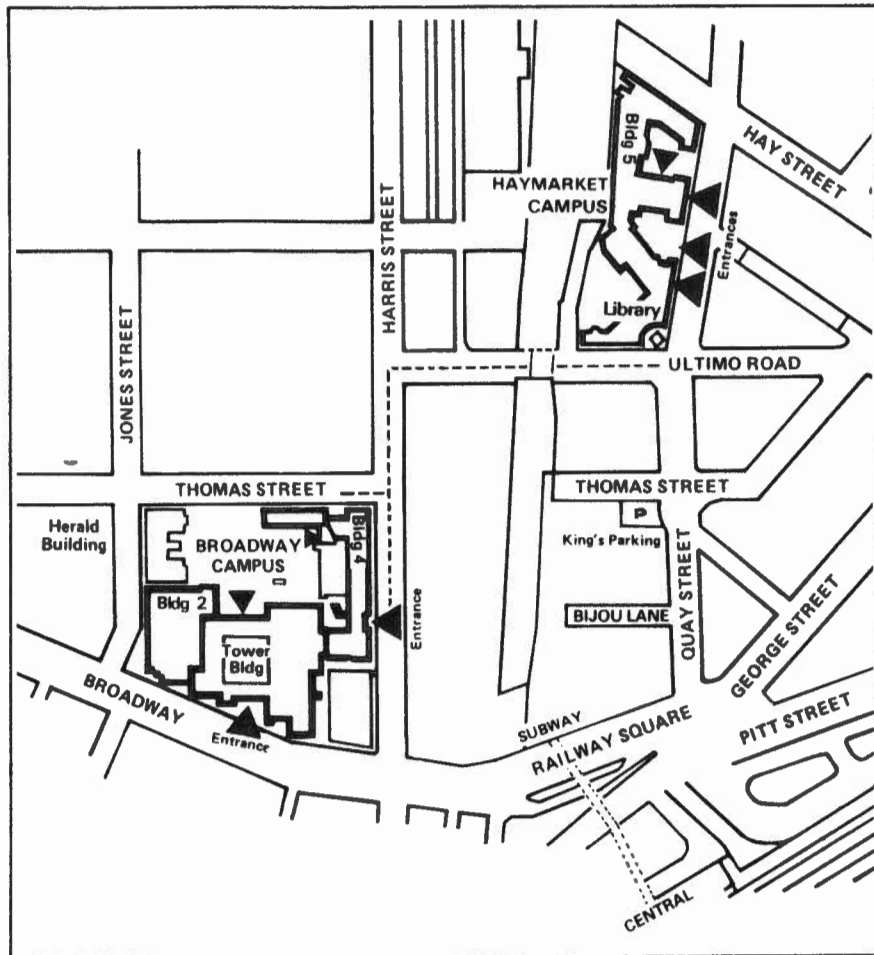 HAY STREET
Bldg 5
HAYMARKET
CAMPUS
Entrances
HARRIS STREET
Library
JONES STREET
ULTIMO ROAD
THOMAS STREET
THOMAS STREET
P
King's Parking
Herald
Building
BROADWAY
CAMPUS
Bldg 4
Bldg 2
Tower
Bldg
Entrance
BIJOU LANE
QUAY STREET
GEORGE STREET
BROADWAY
Entrance
SUBWAY
RAILWAY SQUARE
PITT STREET
CENTRAL